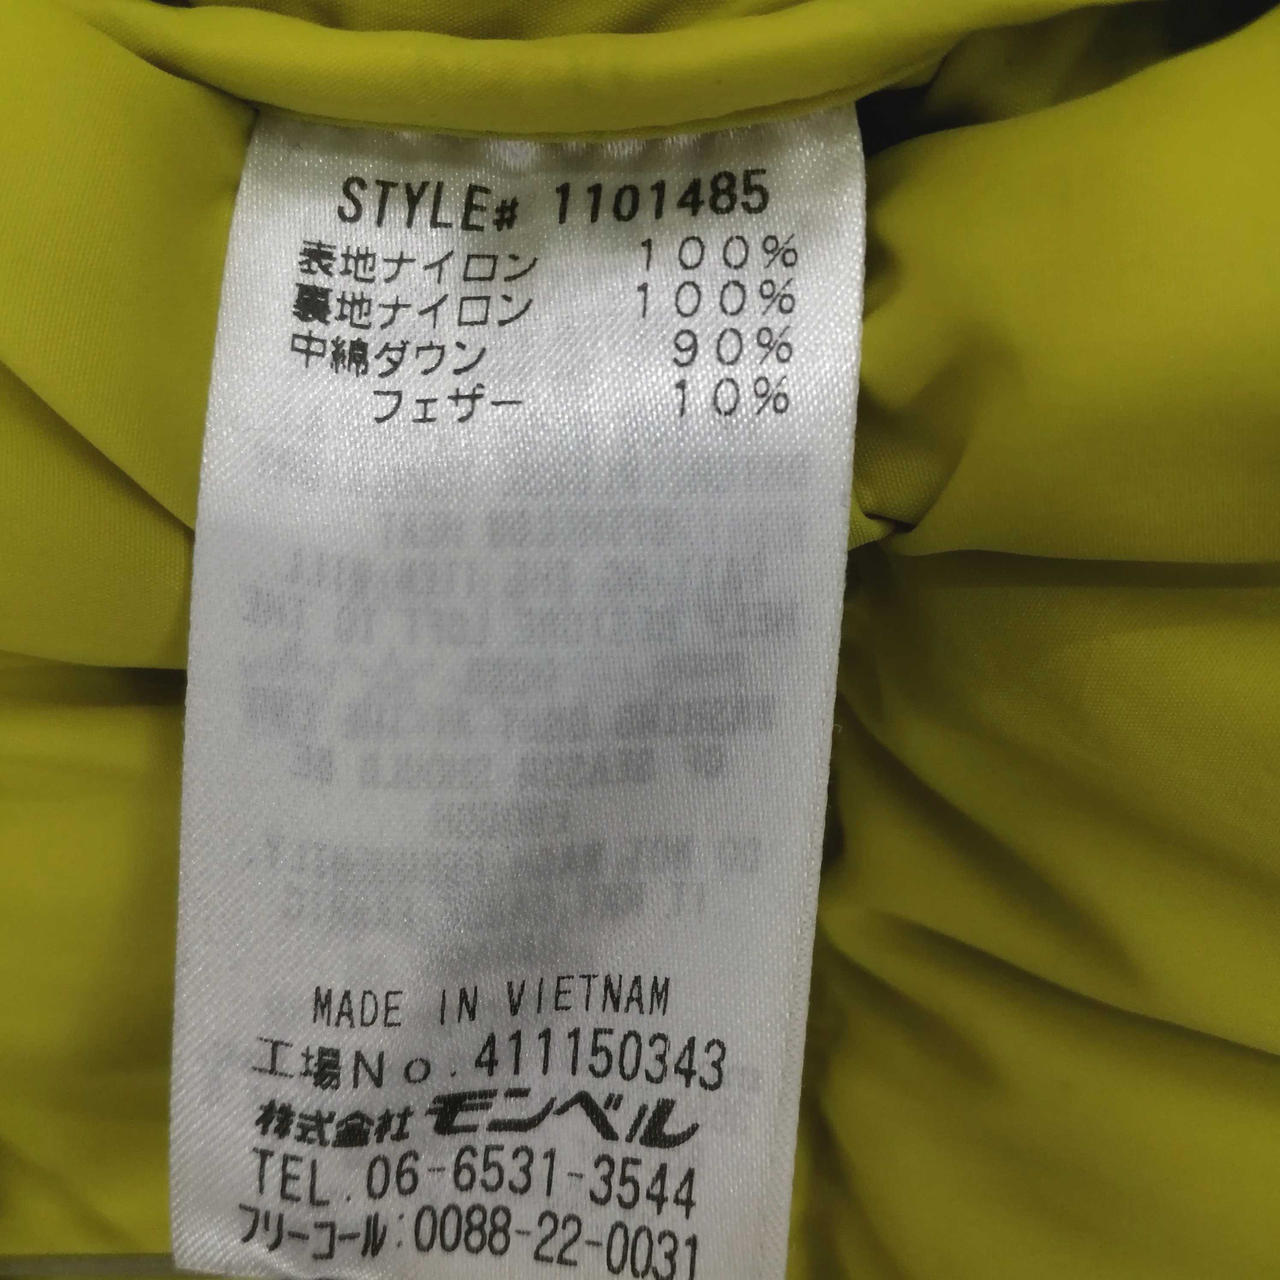 STYLE# 1101485
表地ナイロン 100%
裏地ナイロン 100%
中綿ダウン 90%
フェザー 10%
MADE IN VIETNAM
工場No.411150343
株式会社モンベル
TEL.06-6531-3544
フリーコール:0088-22-0031